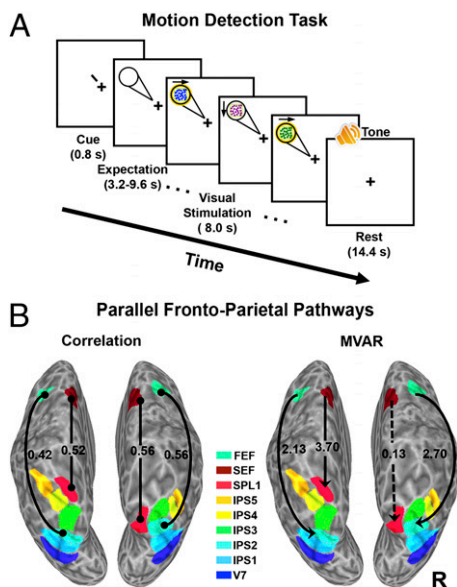 A
Motion Detection Task
Cue
(0.8 s)
Expectation
(3.2-9.6 s)
Visual
Stimulation
( 8.0 s)
Tone
Rest
(14.4 s)
Time
B
Parallel Fronto-Parietal Pathways
Correlation
MVAR
0.42
0.52
0.56
0.56
FEF
SEF
SPL1
IPS5
IPS4
IPS3
IPS2
IPS1
V7
2.13
3.70
0.13
2.70
R